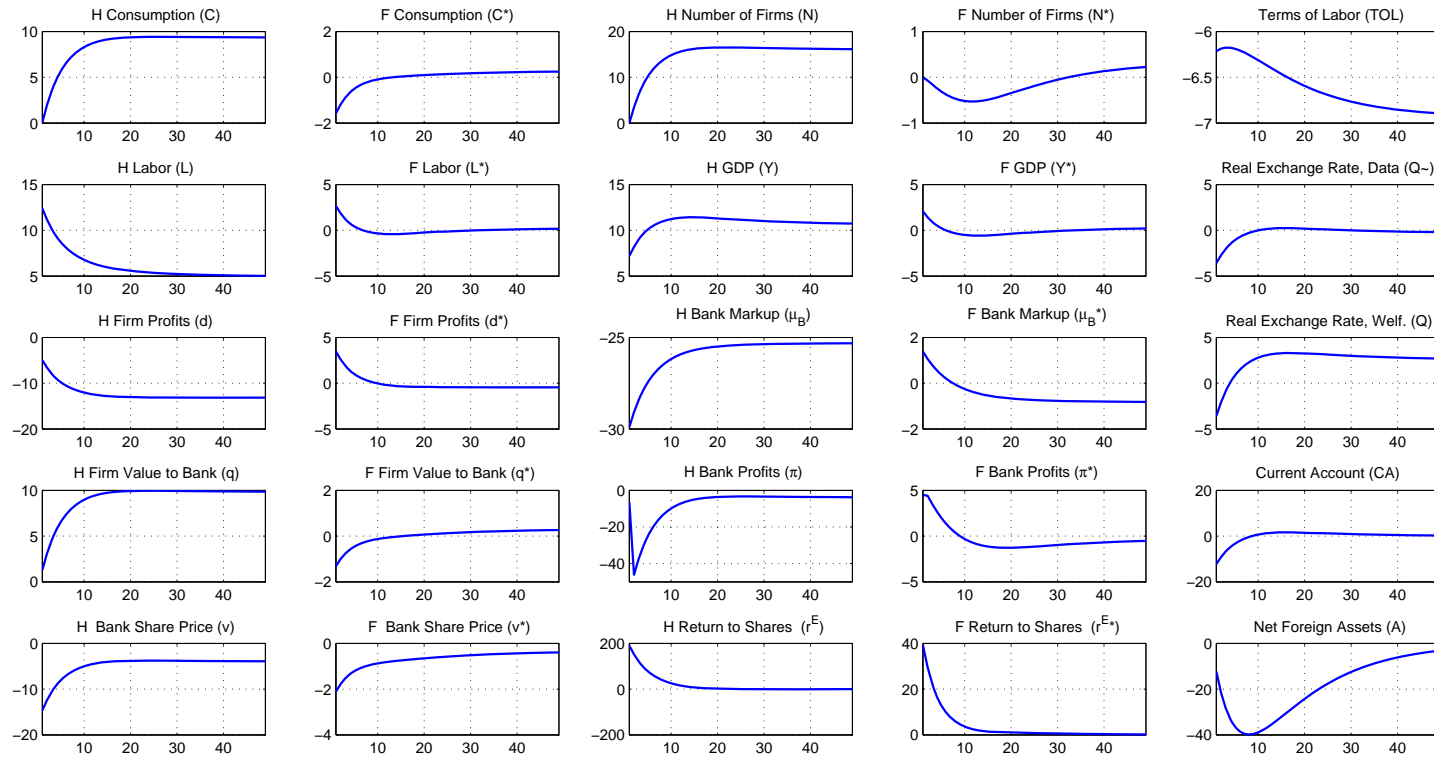 H Consumption (C)
F Consumption (C*)
H Number of Firms (N)
F Number of Firms (N*)
Terms of Labor (TOL)
10
5
0
10 20 30 40
2
0
−2
10 20 30 40
20
10
0
10 20 30 40
1
0
−1
10 20 30 40
−6
−6.5
−7
10 20 30 40
H Labor (L)
F Labor (L*)
H GDP (Y)
F GDP (Y*)
Real Exchange Rate, Data (Q~)
15
10
5
10 20 30 40
5
0
−5
10 20 30 40
15
10
5
10 20 30 40
5
0
−5
10 20 30 40
5
0
−5
10 20 30 40
H Firm Profits (d)
F Firm Profits (d*)
H Bank Markup (μB)
F Bank Markup (μB*)
Real Exchange Rate, Welf. (Q)
0
−10
−20
10 20 30 40
5
0
−5
10 20 30 40
−25
−30
10 20 30 40
2
0
−2
10 20 30 40
5
0
−5
10 20 30 40
H Firm Value to Bank (q)
F Firm Value to Bank (q*)
H Bank Profits (π)
F Bank Profits (π*)
Current Account (CA)
10
5
0
10 20 30 40
2
0
−2
10 20 30 40
0
−20
−40
10 20 30 40
5
0
−5
10 20 30 40
20
0
−20
10 20 30 40
H Bank Share Price (v)
F Bank Share Price (v*)
H Return to Shares (rE)
F Return to Shares (rE*)
Net Foreign Assets (A)
0
−10
−20
10 20 30 40
0
−2
−4
10 20 30 40
200
0
−200
10 20 30 40
40
20
0
10 20 30 40
0
−20
−40
10 20 30 40